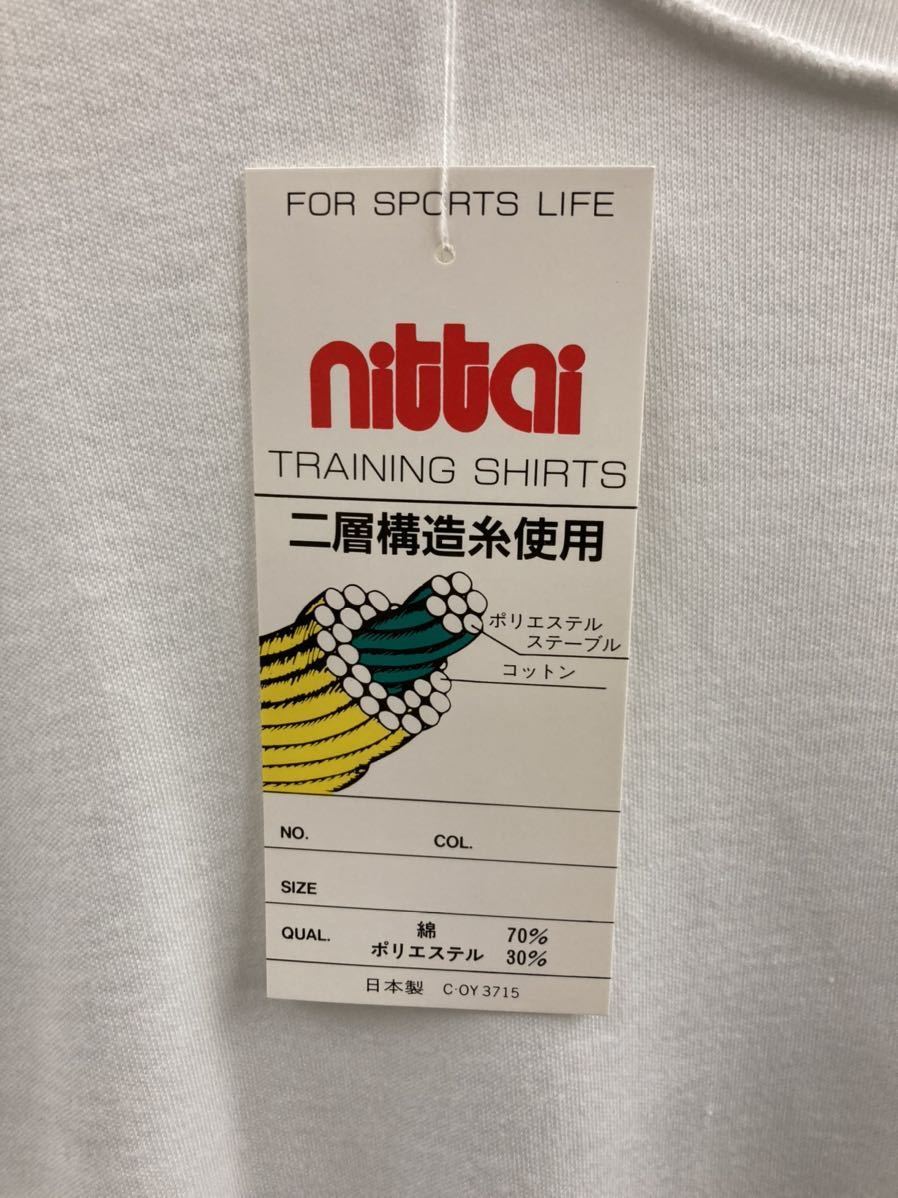 FOR SPORTS LIFE
nittai
TRAINING SHIRTS
二層構造糸使用
ポリエステル
ステーブル
コットン
NO. COL.
SIZE
QUAL. 綿 70%
ポリエステル 30%
日本製 C·OY3715